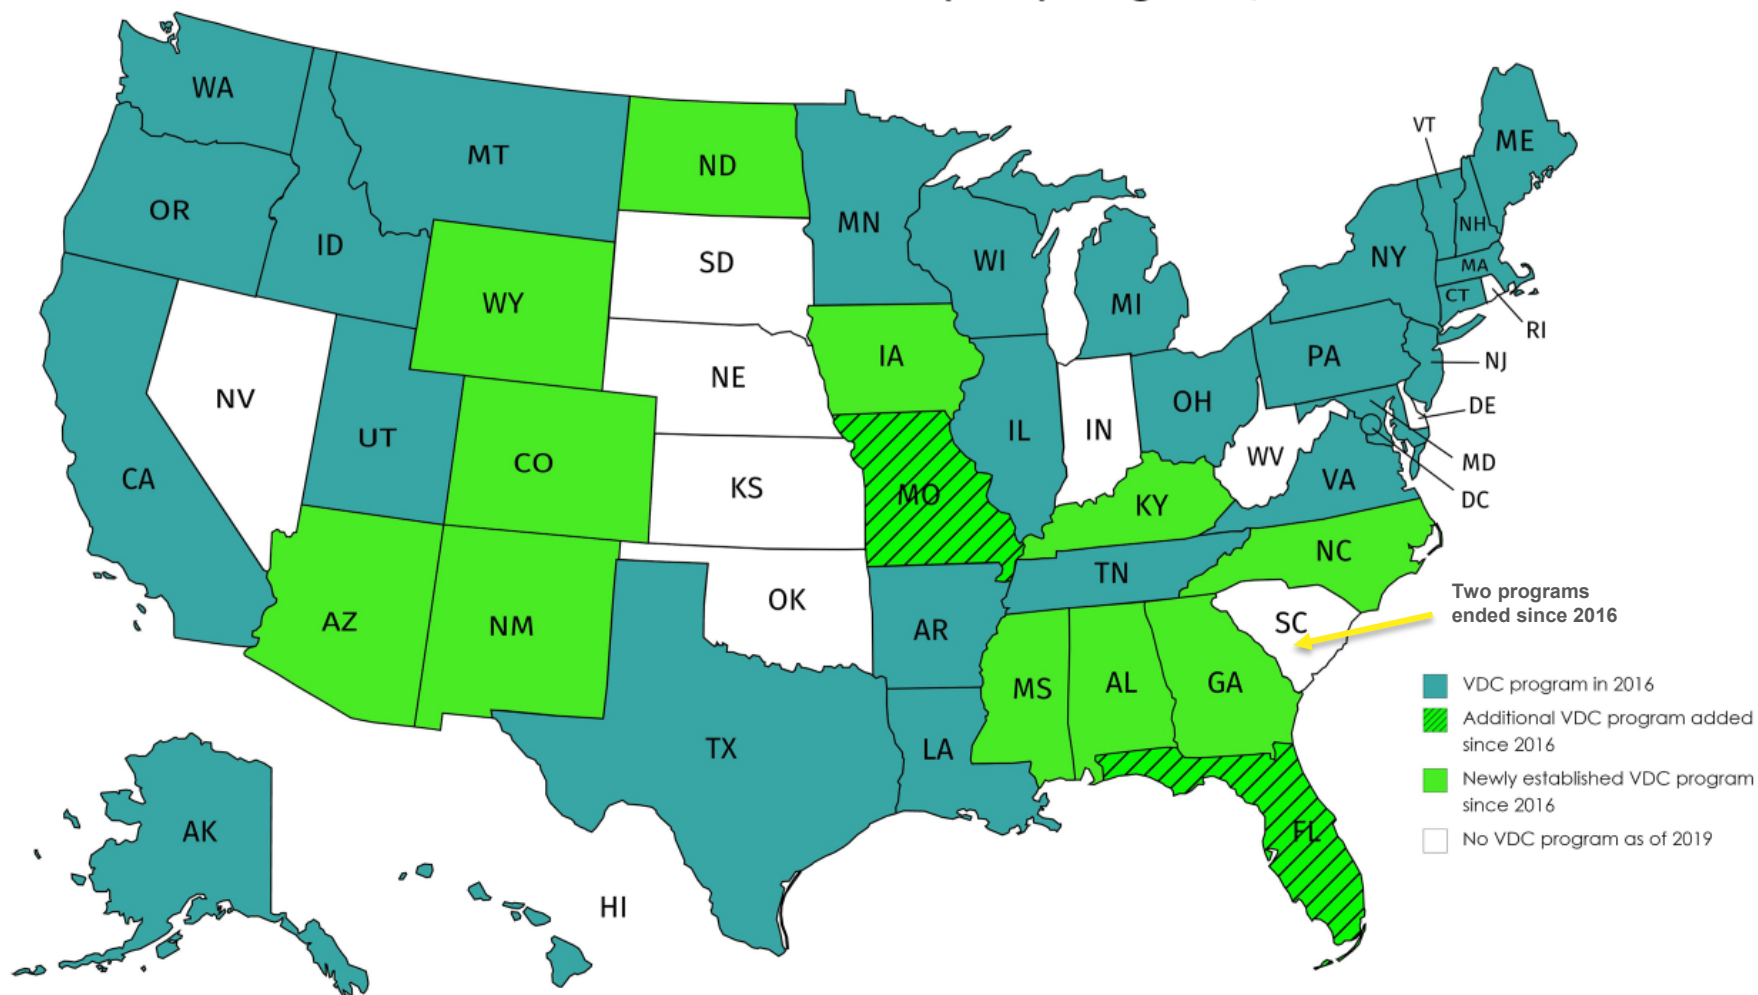 WA
MT
ND
VT
ME
OR
ID
MN
NH
SD
WI
NY
MA
WY
CT
MI
RI
IA
PA
NJ
NE
NV
OH
DE
UT
IL
IN
CO
WV
MD
CA
KS
MO
VA
DC
KY
NC
TN
OK
Two programs
ended since 2016
AZ
NM
AR
SC
MS
AL
GA
VDC program in 2016
Additional VDC program added
since 2016
TX
LA
Newly established VDC program
since 2016
AK
FL
No VDC program as of 2019
HI